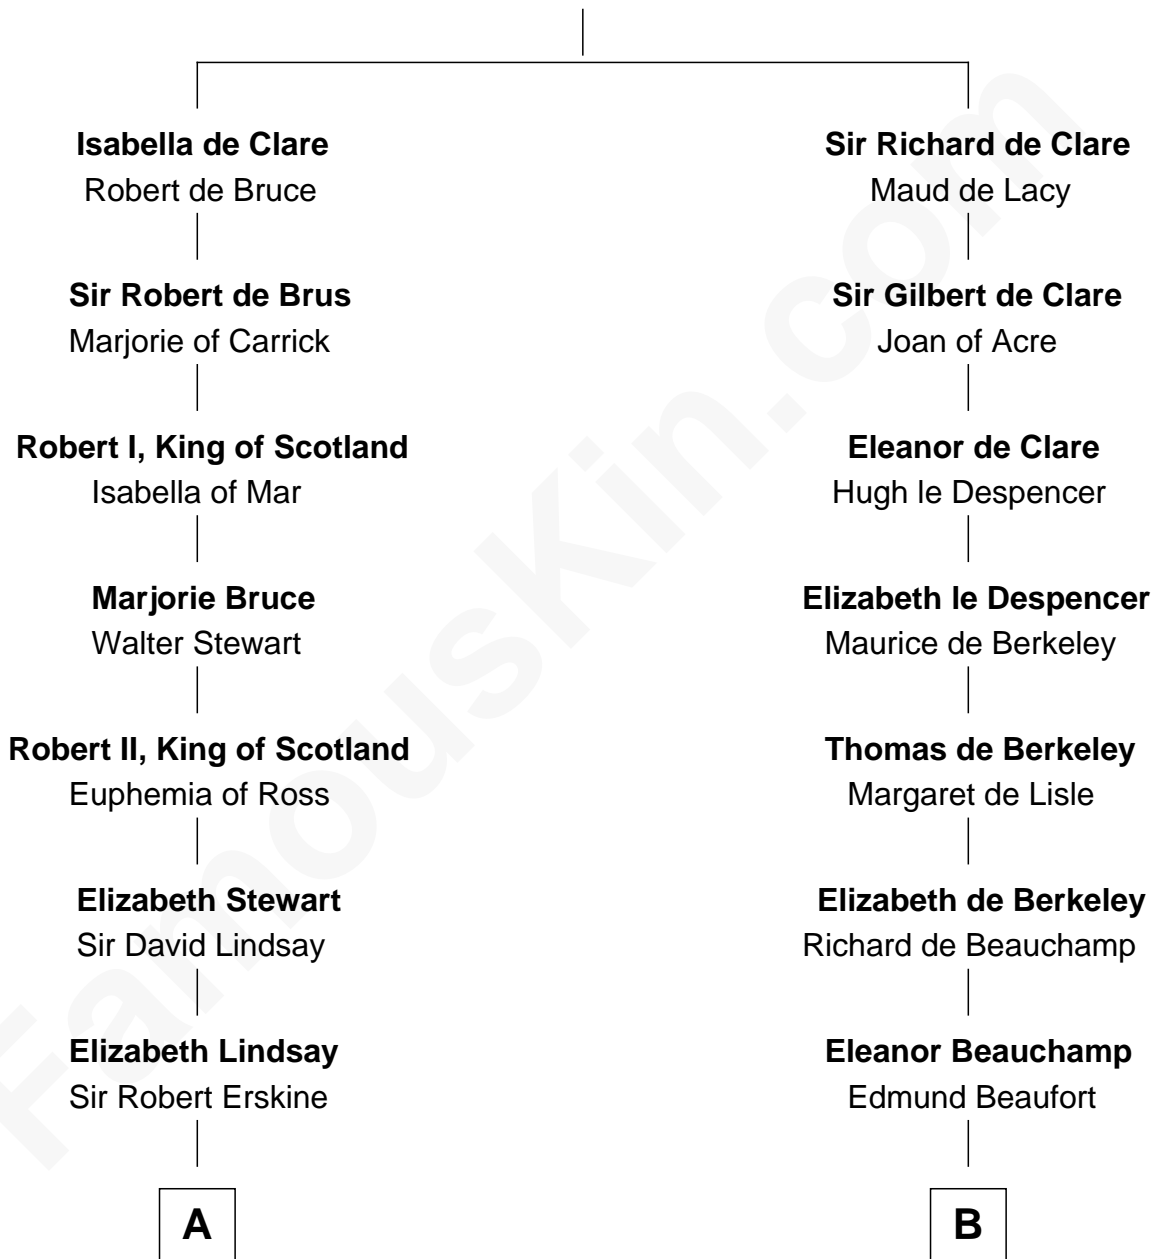 Isabella de Clare
Robert de Bruce
Sir Robert de Brus
Marjorie of Carrick
Robert I, King of Scotland
Isabella of Mar
Marjorie Bruce
Walter Stewart
Robert II, King of Scotland
Euphemia of Ross
Elizabeth Stewart
Sir David Lindsay
Elizabeth Lindsay
Sir Robert Erskine
A
Sir Richard de Clare
Maud de Lacy
Sir Gilbert de Clare
Joan of Acre
Eleanor de Clare
Hugh le Despencer
Elizabeth le Despencer
Maurice de Berkeley
Thomas de Berkeley
Margaret de Lisle
Elizabeth de Berkeley
Richard de Beauchamp
Eleanor Beauchamp
Edmund Beaufort
B
FamousKin.com